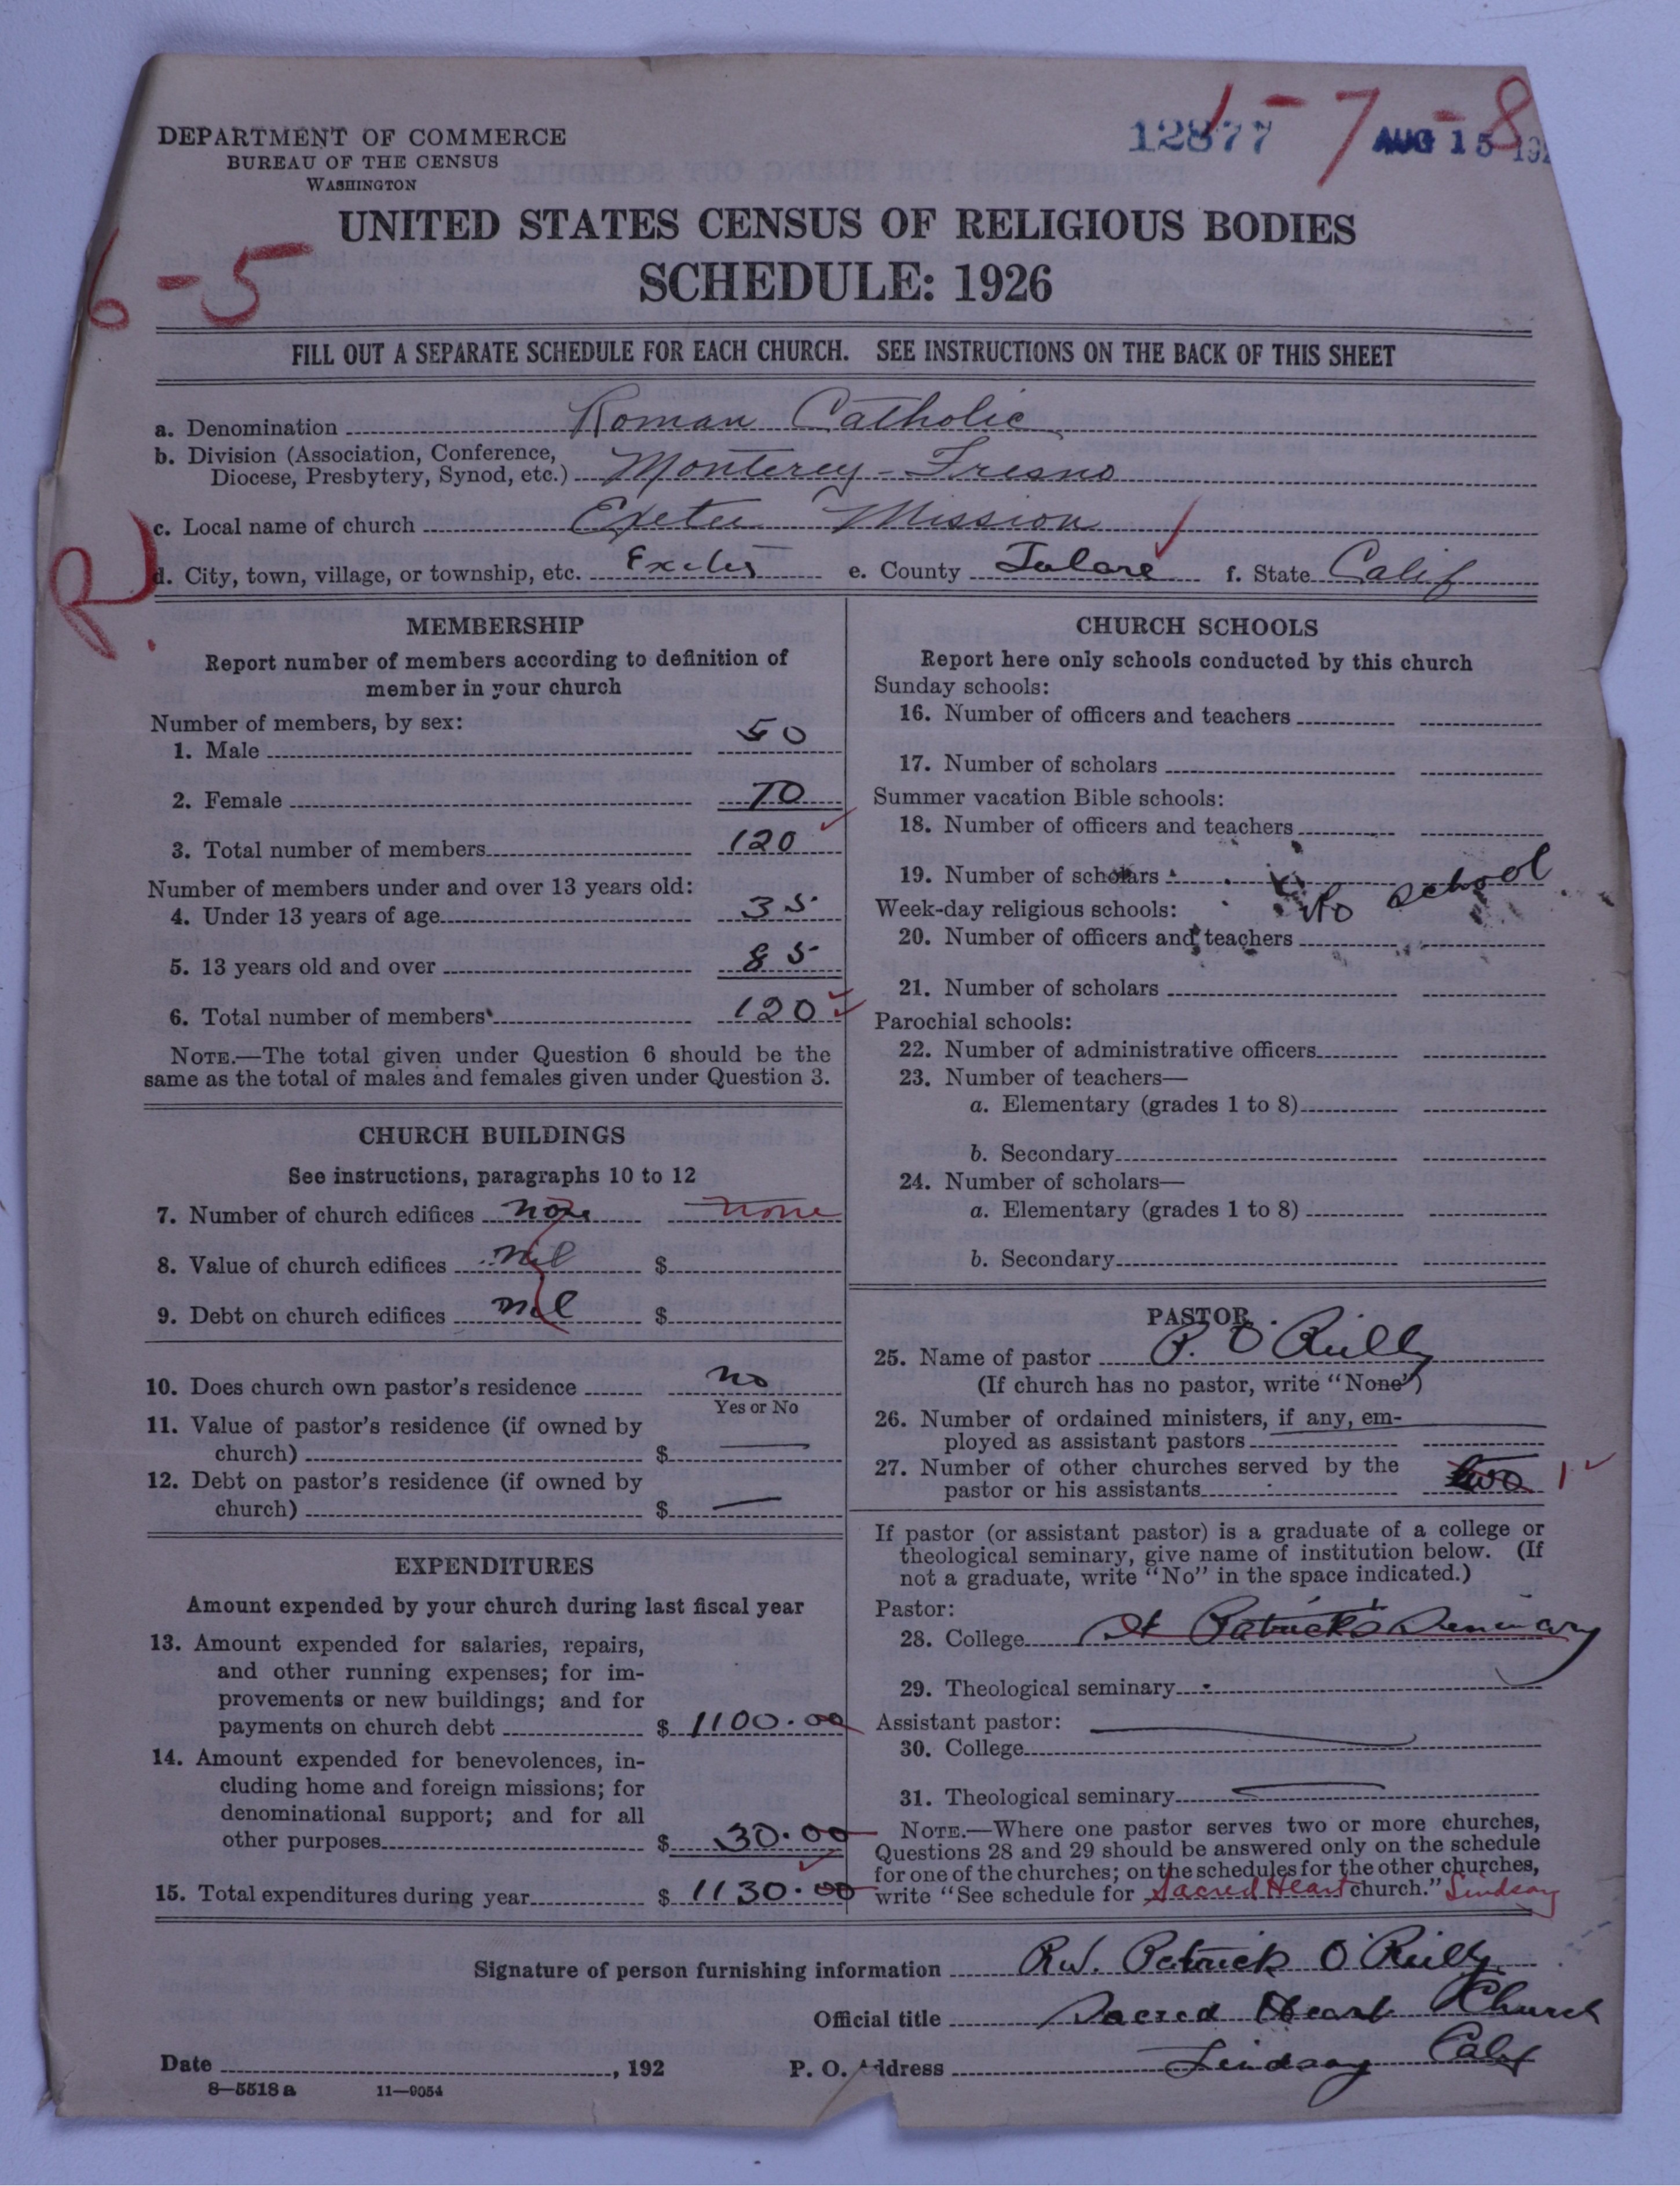 12877 1-7-8 AUG 15 192
DEPARTMENT OF COMMERCE
BUREAU OF THE CENSUS
WASHINGTON
UNITED STATES CENSUS OF RELIGIOUS BODIES
6-5
SCHEDULE: 1926
FILL OUT A SEPARATE SCHEDULE FOR EACH CHURCH. SEE INSTRUCTIONS ON THE BACK OF THIS SHEET
a. Denomination Roman Catholic
b. Division (Association, Conference,
Diocese, Presbytery, Synod, etc.) Monterey-Fresno
c. Local name of church Exeter Mission
R.
d. City, town, village, or township, etc. Exeter e. County Tulare f. State Calif
MEMBERSHIP
Report number of members according to definition of
member in your church
Number of members, by sex:
1. Male 50
2. Female 70
3. Total number of members 120
Number of members under and over 13 years old:
4. Under 13 years of age 35
5. 13 years old and over 85
6. Total number of members 120
NOTE.—The total given under Question 6 should be the
same as the total of males and females given under Question 3.
CHURCH BUILDINGS
See instructions, paragraphs 10 to 12
7. Number of church edifices none none
8. Value of church edifices nil $
9. Debt on church edifices nil $
10. Does church own pastor's residence no
Yes or No
11. Value of pastor's residence (if owned by
church) $ —
12. Debt on pastor's residence (if owned by
church) $ —
EXPENDITURES
Amount expended by your church during last fiscal year
13. Amount expended for salaries, repairs,
and other running expenses; for im-
provements or new buildings; and for
payments on church debt $ 1100.00
14. Amount expended for benevolences, in-
cluding home and foreign missions; for
denominational support; and for all
other purposes $ 30.00
15. Total expenditures during year $ 1130.00
CHURCH SCHOOLS
Report here only schools conducted by this church
Sunday schools:
16. Number of officers and teachers
17. Number of scholars
Summer vacation Bible schools:
18. Number of officers and teachers
19. Number of scholars
No school
Week-day religious schools:
20. Number of officers and teachers
21. Number of scholars
Parochial schools:
22. Number of administrative officers
23. Number of teachers—
a. Elementary (grades 1 to 8)
b. Secondary
24. Number of scholars—
a. Elementary (grades 1 to 8)
b. Secondary
PASTOR
25. Name of pastor P. O Reilly
(If church has no pastor, write "None")
26. Number of ordained ministers, if any, em-
ployed as assistant pastors
27. Number of other churches served by the
pastor or his assistants two 1
If pastor (or assistant pastor) is a graduate of a college or
theological seminary, give name of institution below. (If
not a graduate, write "No" in the space indicated.)
Pastor:
28. College St Patrick's Seminary
29. Theological seminary
Assistant pastor:
30. College
31. Theological seminary
NOTE.—Where one pastor serves two or more churches,
Questions 28 and 29 should be answered only on the schedule
for one of the churches; on the schedules for the other churches,
write "See schedule for Sacred Heart church." Lindsay
Signature of person furnishing information Rev. Patrick O'Reilly
Official title Sacred Heart Church
Date , 192 P. O. Address Lindsay Calif
8—5518a 11—9054